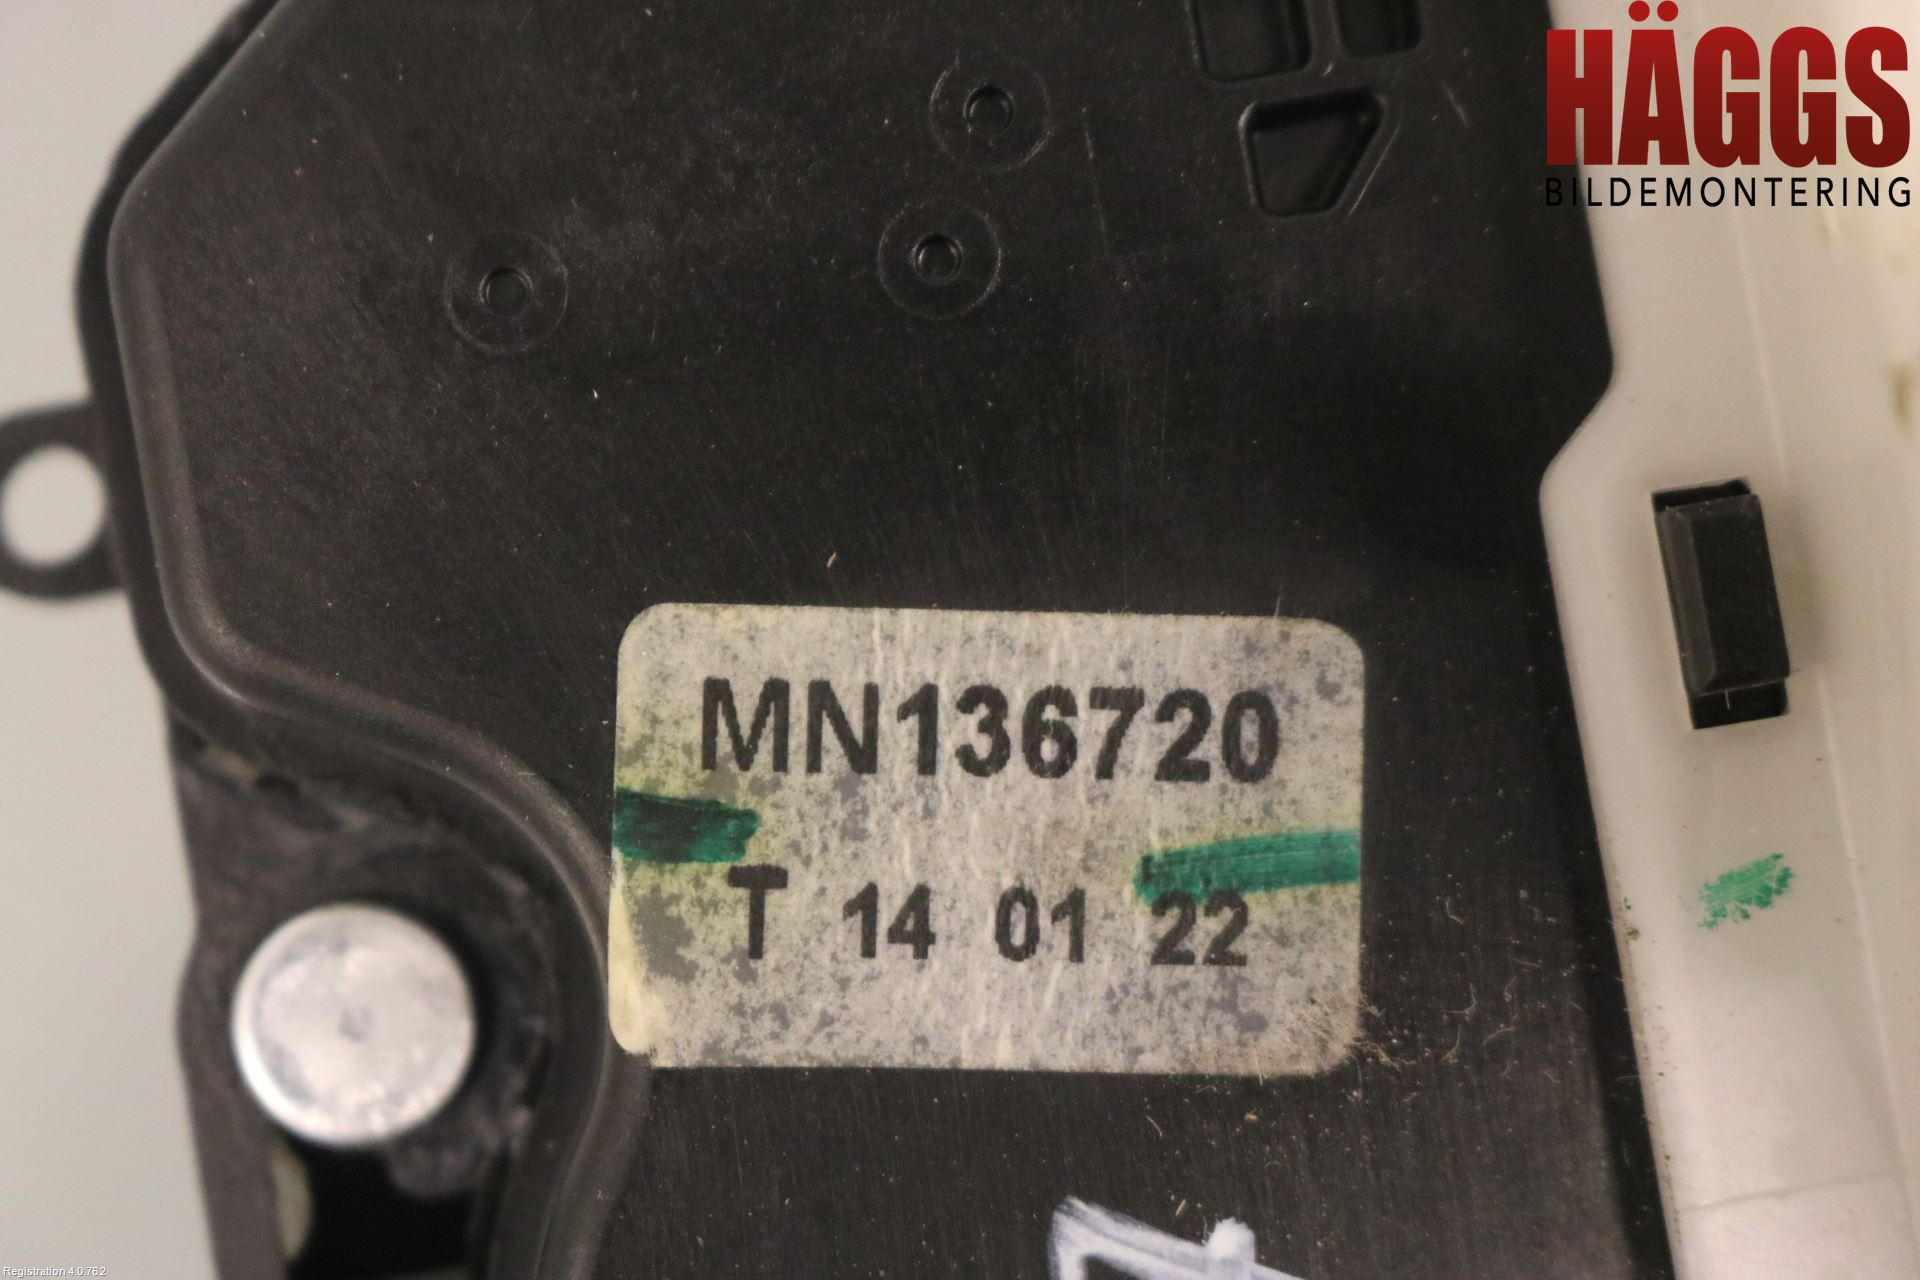 HÄGGS
BILDEMONTERING
MN136720
T 14 01 22
Registration 4.0.762